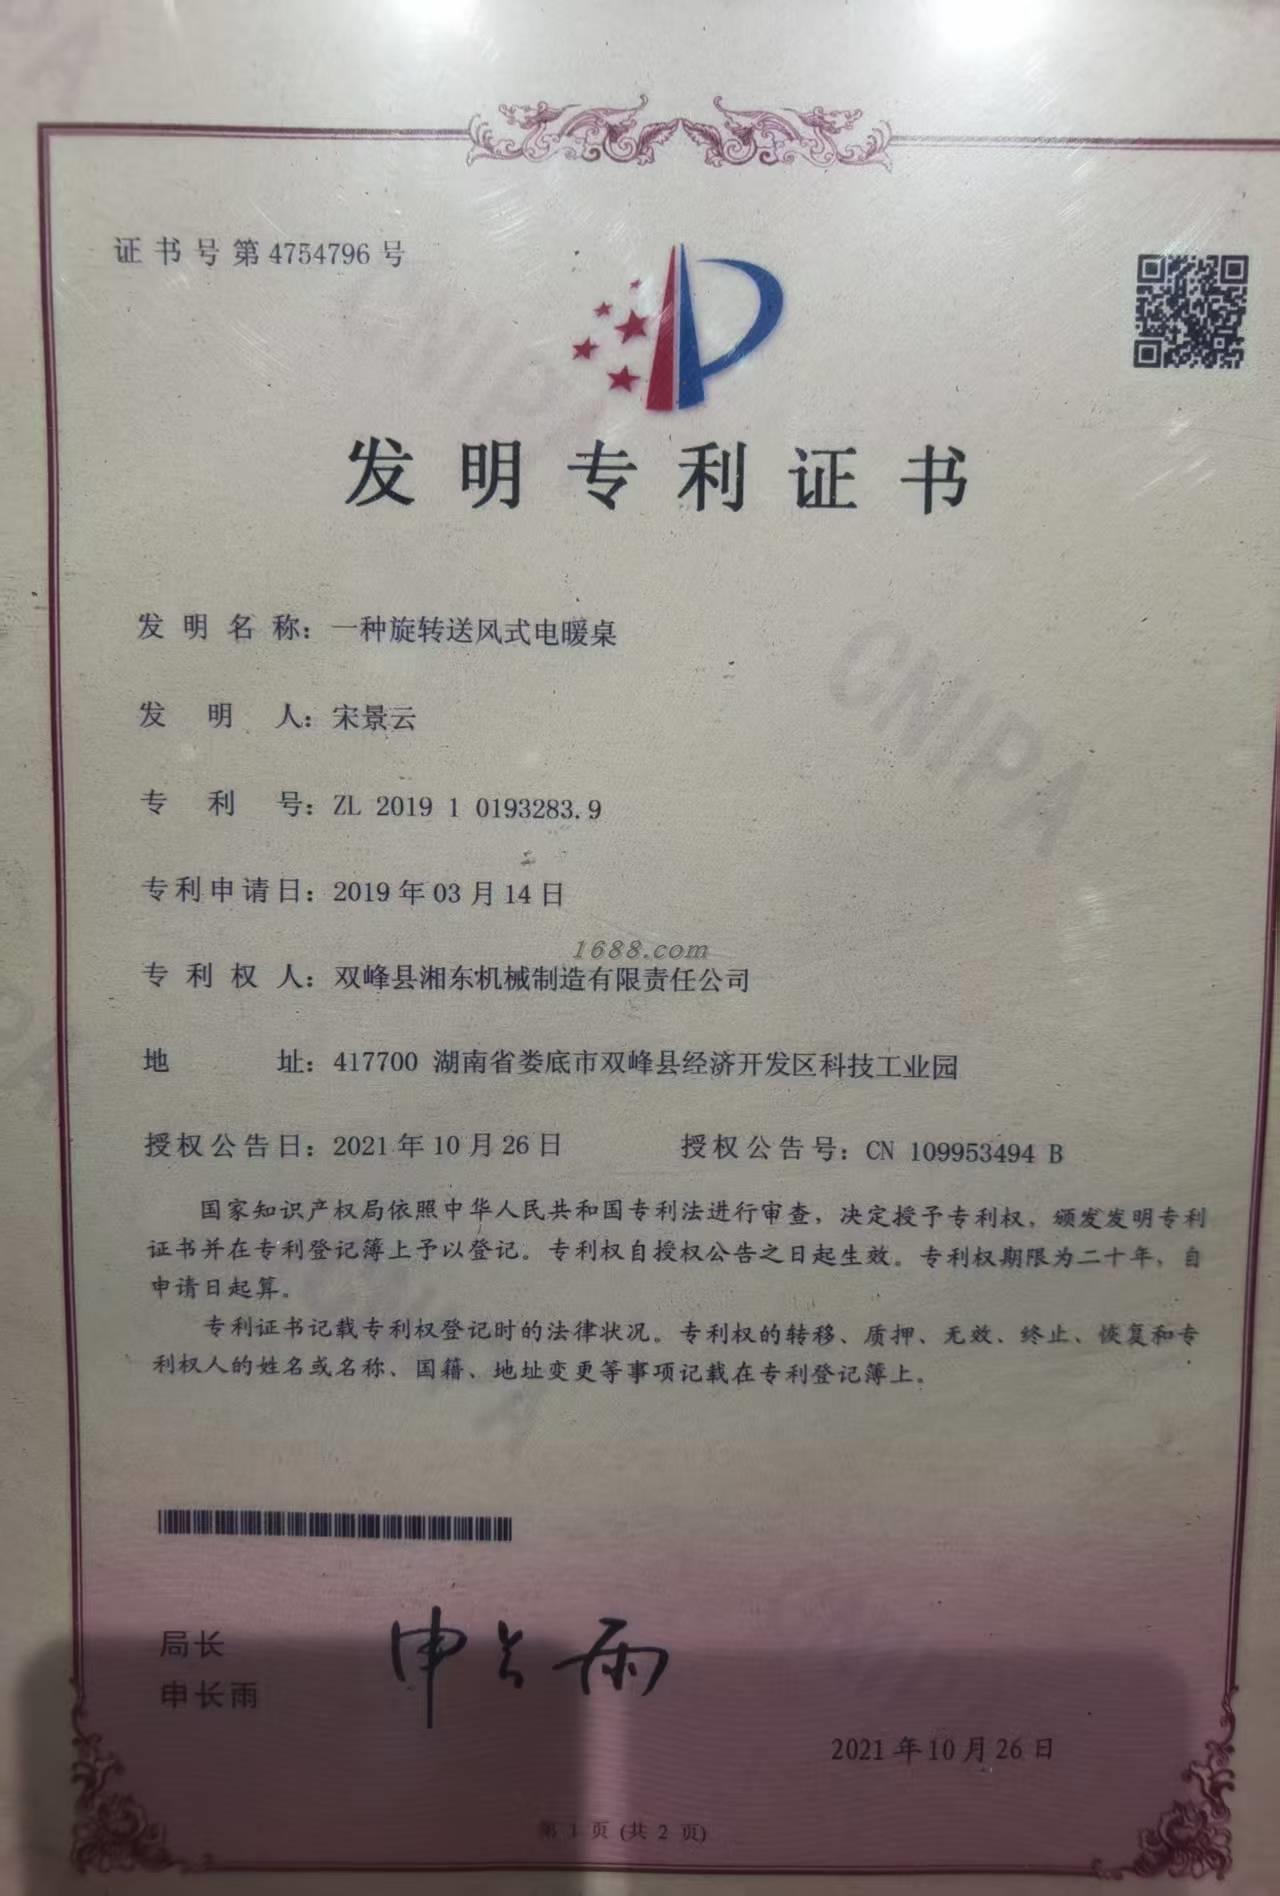 证书号第4754796号
发明专利证书
发明名称：一种旋转送风式电暖桌
发明人：宋景云
专利号：ZL 2019 1 0193283.9
专利申请日：2019年03月14日
1688.com
专利权人：双峰县湘东机械制造有限责任公司
地址：417700 湖南省娄底市双峰县经济开发区科技工业园
授权公告日：2021年10月26日 授权公告号：CN 109953494 B
国家知识产权局依照中华人民共和国专利法进行审查，决定授予专利权，颁发发明专利
证书并在专利登记簿上予以登记。专利权自授权公告之日起生效。专利权期限为二十年，自
申请日起算。
专利证书记载专利权登记时的法律状况。专利权的转移、质押、无效、终止、恢复和专
利权人的姓名或名称、国籍、地址变更等事项记载在专利登记簿上。
局长
申长雨
申长雨
2021年10月26日
第1页(共2页)
CNIPA